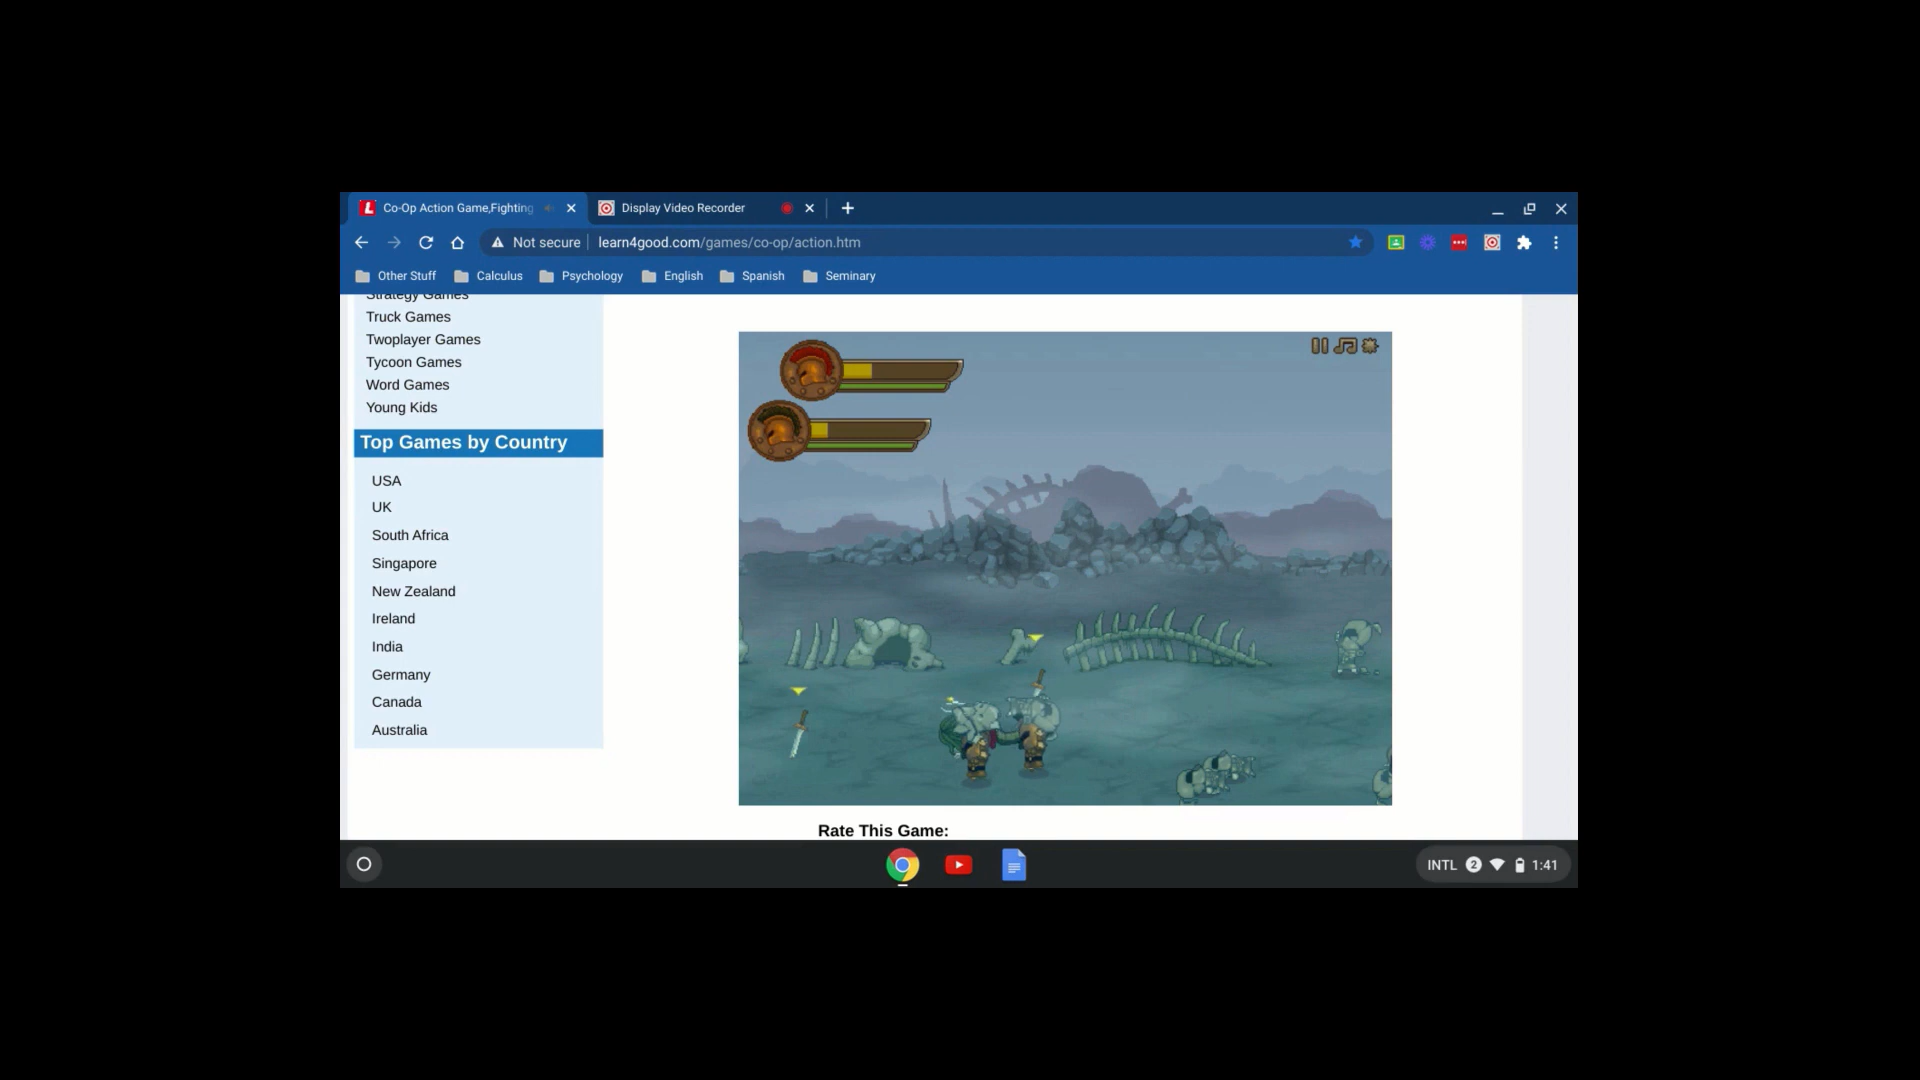 Co-Op Action Game,Fighting
Display Video Recorder
Not secure learn4good.com/games/co-op/action.htm
Other Stuff Calculus Psychology English Spanish Seminary
Strategy Games
Truck Games
Twoplayer Games
Tycoon Games
Word Games
Young Kids
Top Games by Country
USA
UK
South Africa
Singapore
New Zealand
Ireland
India
Germany
Canada
Australia
Rate This Game:
INTL 2 1:41